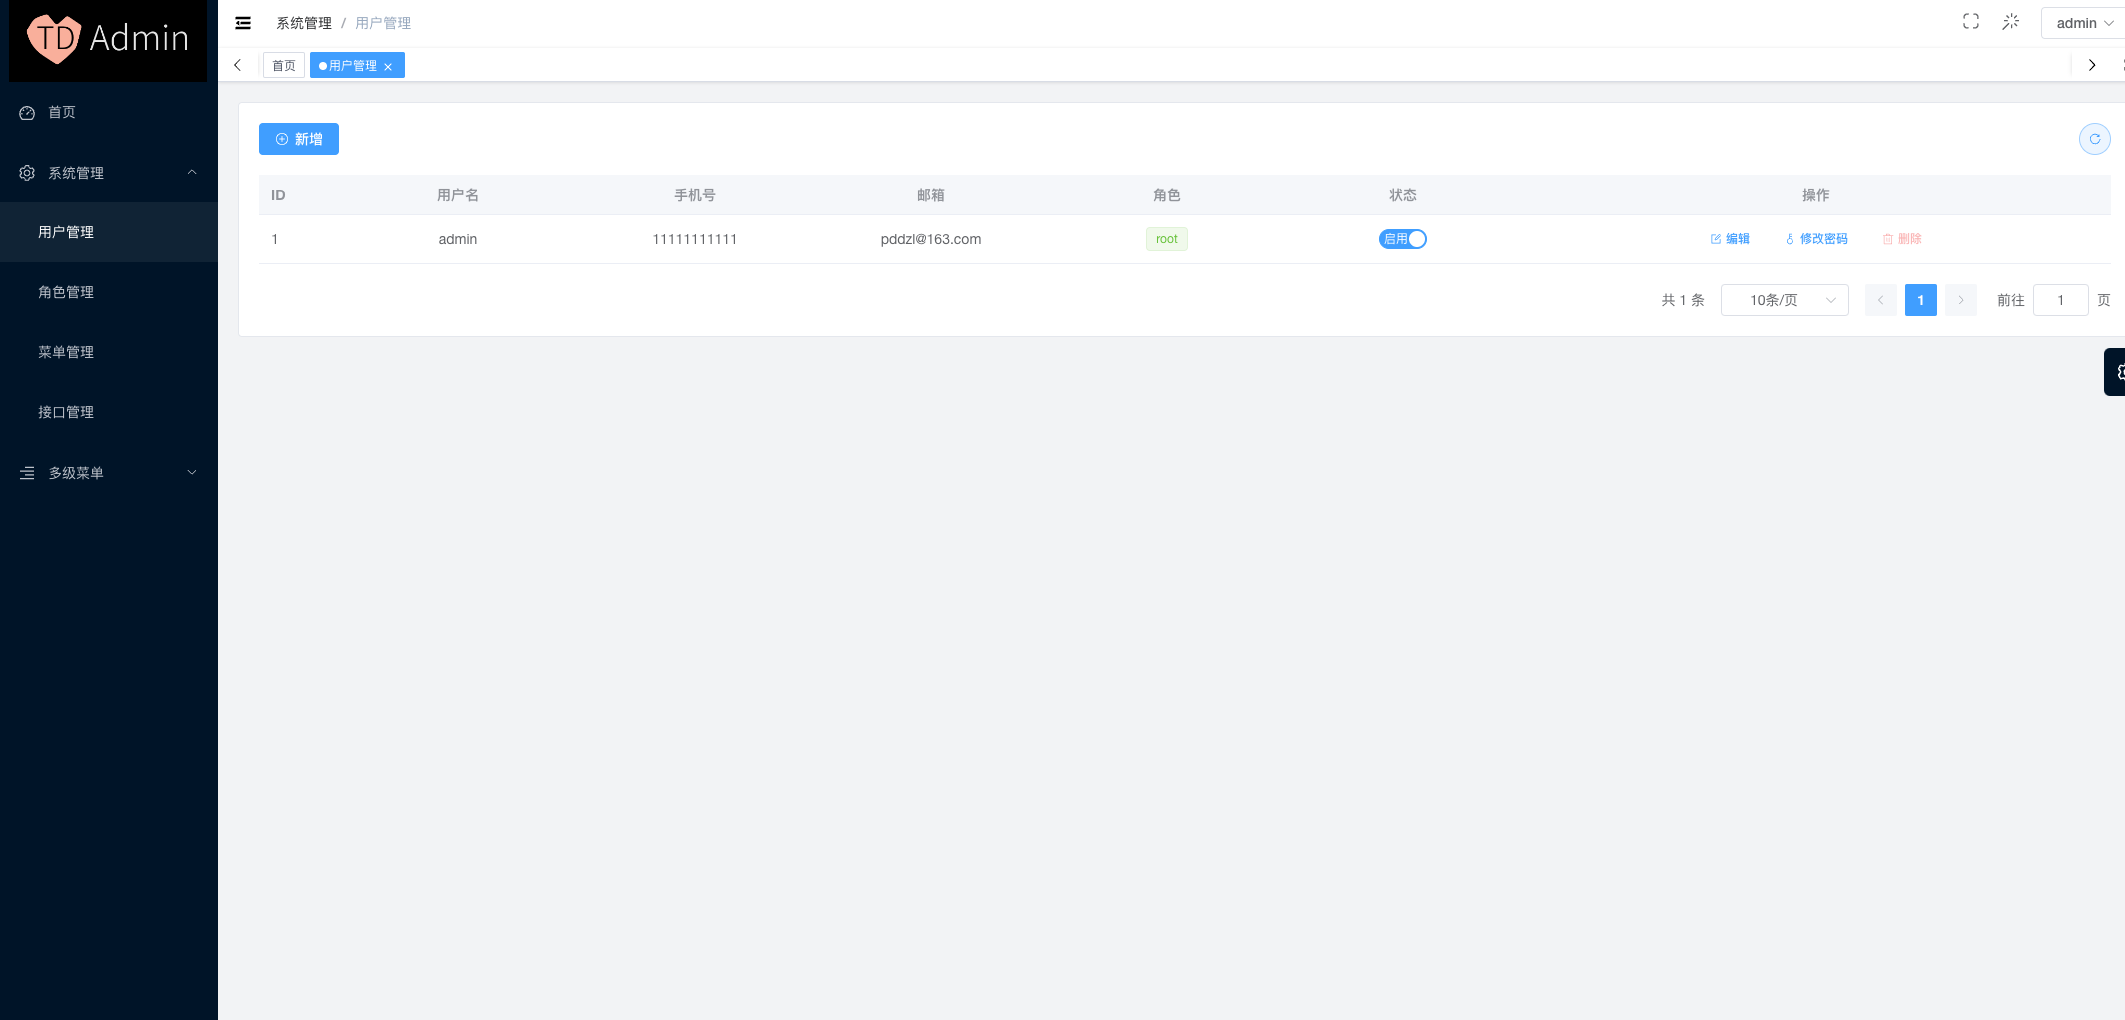 TD Admin
系统管理 / 用户管理
admin
首页
用户管理
首页
系统管理
用户管理
角色管理
菜单管理
接口管理
多级菜单
新增
ID 用户名 手机号 邮箱 角色 状态 操作
1 admin 11111111111 pddzl@163.com root 启用 编辑 修改密码 删除
共 1 条 10条/页 1 前往 1 页